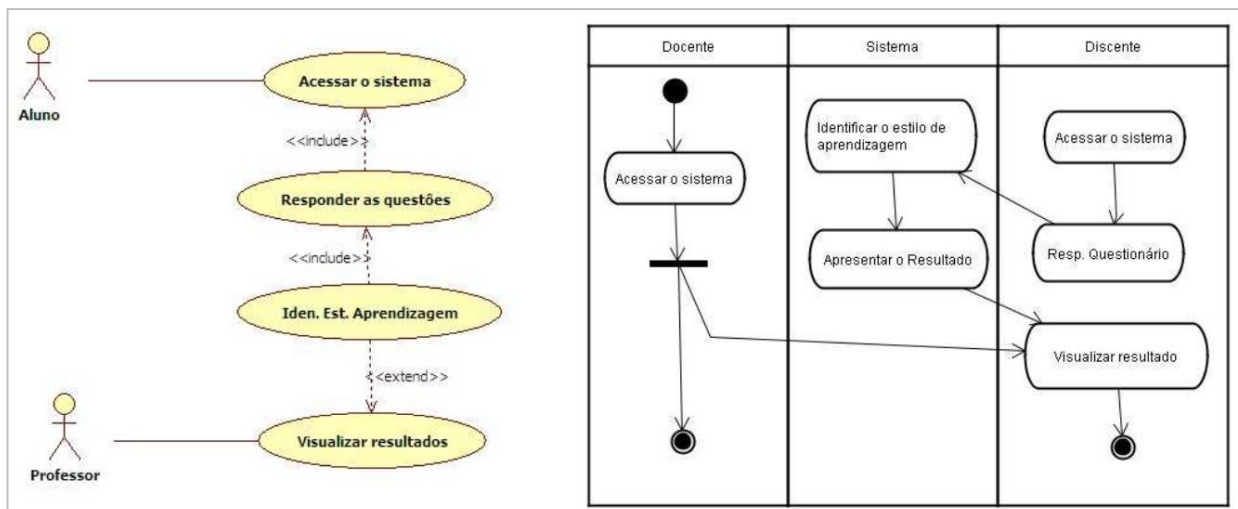 Aluno
Acessar o sistema
<<include>>
Responder as questões
<<include>>
Iden. Est. Aprendizagem
<<extend>>
Visualizar resultados
Professor
Docente
Sistema
Discente
Acessar o sistema
Identificar o estilo de
aprendizagem
Apresentar o Resultado
Acessar o sistema
Resp. Questionário
Visualizar resultado